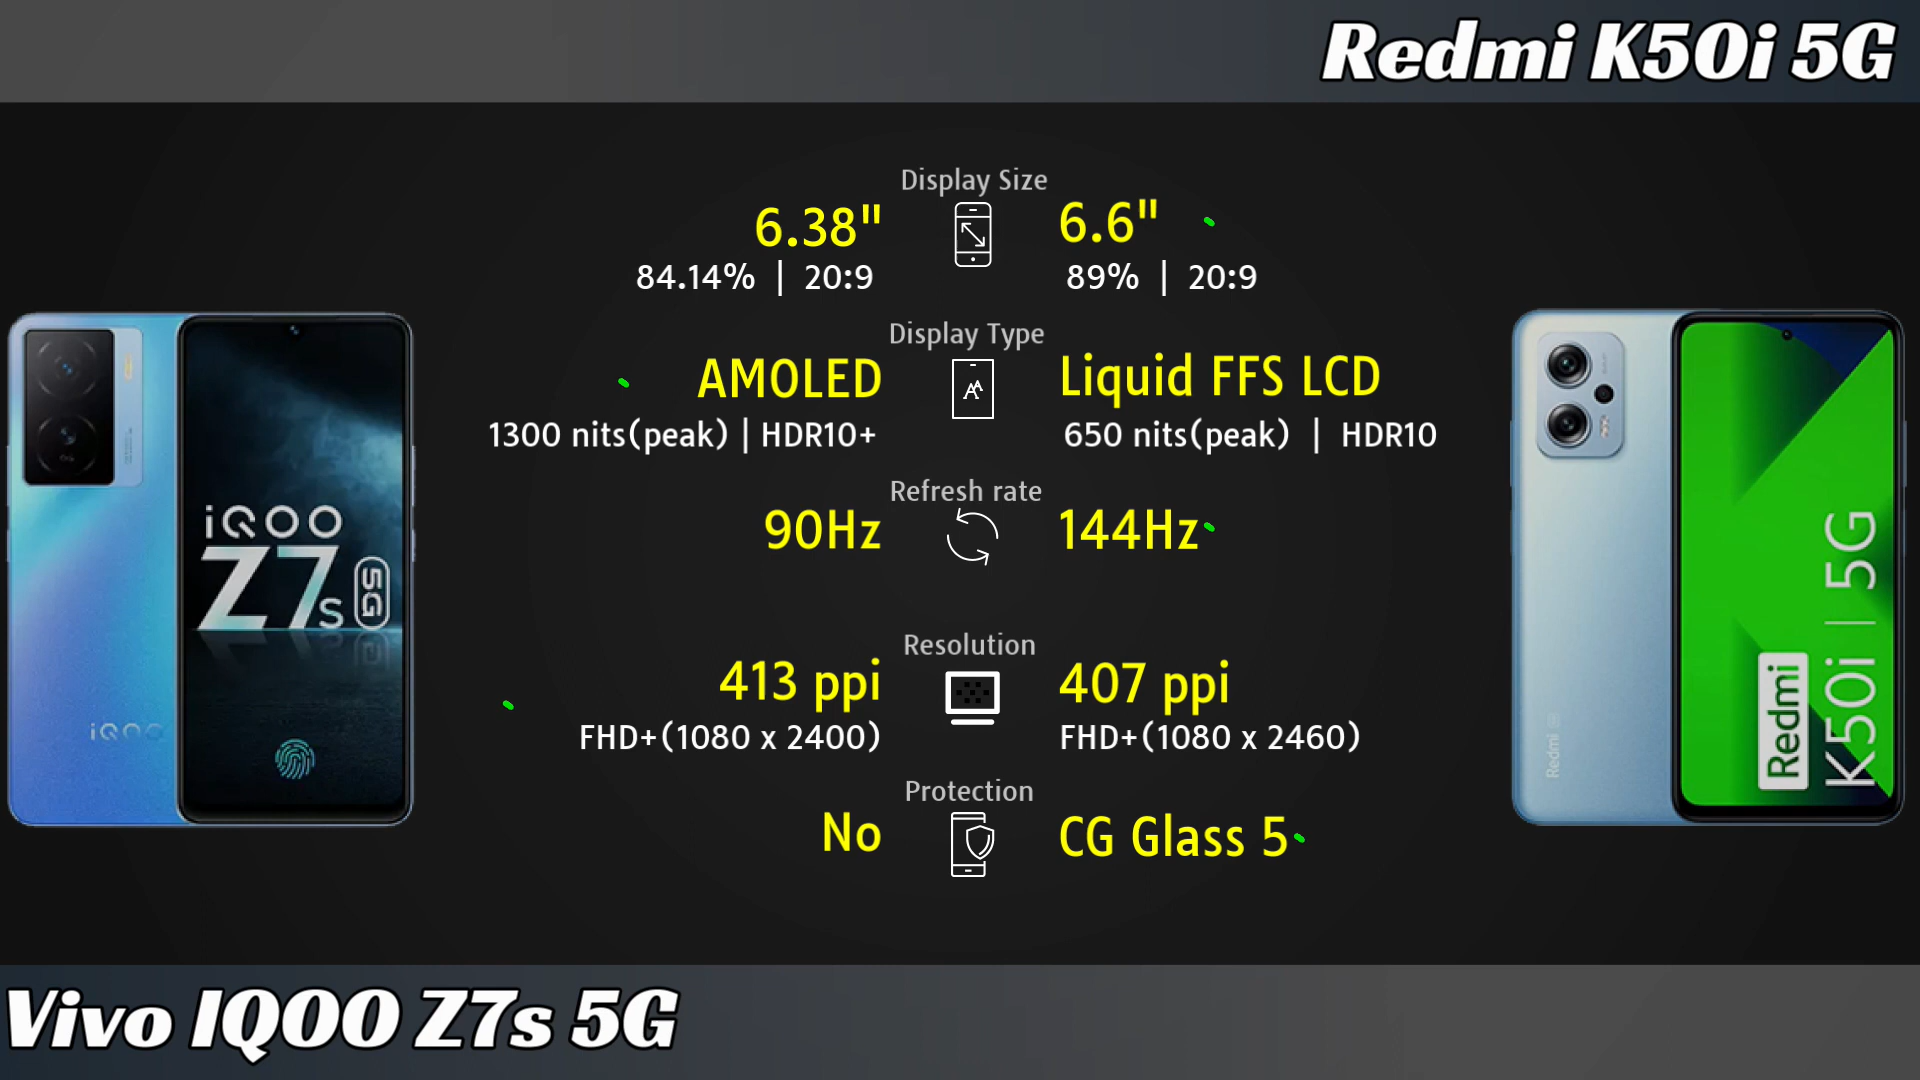 Redmi K50i 5G
Display Size
6.38" 6.6"
84.14% | 20:9 89% | 20:9
Display Type
AMOLED Liquid FFS LCD
1300 nits(peak) | HDR10+ 650 nits(peak) | HDR10
Refresh rate
90Hz 144Hz
Resolution
413 ppi 407 ppi
FHD+(1080 x 2400) FHD+(1080 x 2460)
Protection
No CG Glass 5
iQOO
Z7s 5G
iQOO
Redmi
Redmi
K50i | 5G
Vivo IQOO Z7s 5G